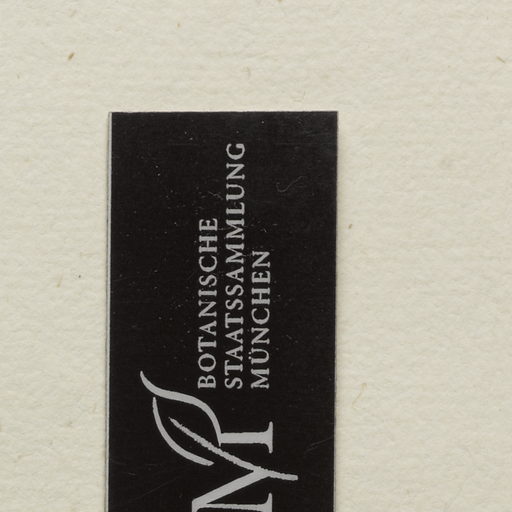 BOTANISCHE
STAATSSAMMLUNG
MÜNCHEN
M